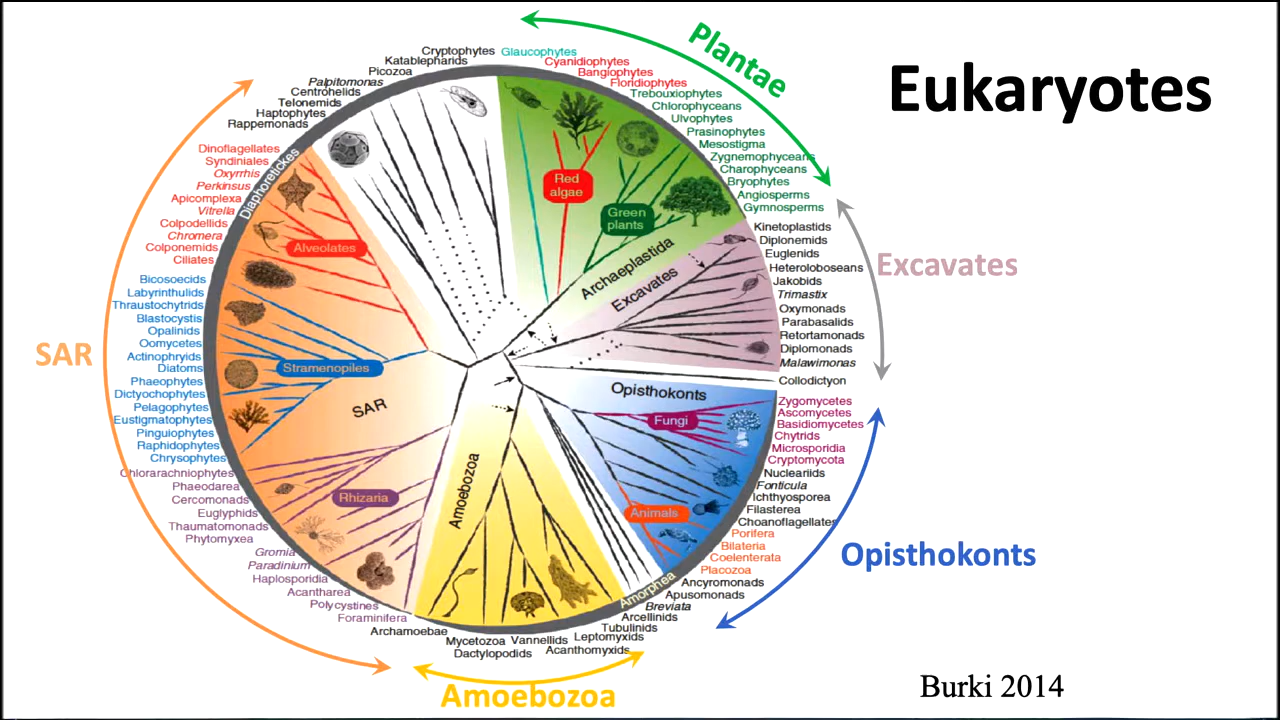 Eukaryotes
Plantae
Excavates
Opisthokonts
Amoebozoa
SAR
Burki 2014
Cryptophytes
Katablepharids
Picozoa
Palpitomonas
Centrohelids
Telonemids
Haptophytes
Rappemonads
Dinoflagellates
Syndiniales
Oxyrrhis
Perkinsus
Apicomplexa
Vitrella
Colpodellids
Chromera
Colponemids
Ciliates
Bicosoecids
Labyrinthulids
Thraustochytrids
Blastocystis
Opalinids
Oomycetes
Actinophryids
Diatoms
Phaeophytes
Dictyochophytes
Pelagophytes
Eustigmatophytes
Pinguiophytes
Raphidophytes
Chrysophytes
Chlorarachniophytes
Phaeodarea
Cercomonads
Euglyphids
Thaumatomonads
Phytomyxea
Gromia
Paradinium
Haplosporidia
Acantharea
Polycystines
Foraminifera
Archamoebae
Mycetozoa
Dactylopodids
Vannellids
Acanthomyxids
Leptomyxids
Tubulinids
Arcellinids
Breviata
Apusomonads
Ancyromonads
Placozoa
Coelenterata
Bilateria
Porifera
Choanoflagellates
Filasterea
Ichthyosporea
Fonticula
Nucleariids
Cryptomycota
Microsporidia
Chytrids
Basidiomycetes
Ascomycetes
Zygomycetes
Collodictyon
Malawimonas
Diplomonads
Retortamonads
Parabasalids
Oxymonads
Trimastix
Jakobids
Heteroloboseans
Euglenids
Diplonemids
Kinetoplastids
Gymnosperms
Angiosperms
Bryophytes
Charophyceans
Zygnemophyceans
Mesostigma
Prasinophytes
Ulvophytes
Chlorophyceans
Trebouxiophytes
Floridiophytes
Bangiophytes
Cyanidiophytes
Glaucophytes
Diaphoretickes
Amorphea
Alveolates
Stramenopiles
SAR
Rhizaria
Amoebozoa
Animals
Fungi
Opisthokonts
Excavates
Archaeplastida
Green
plants
Red
algae